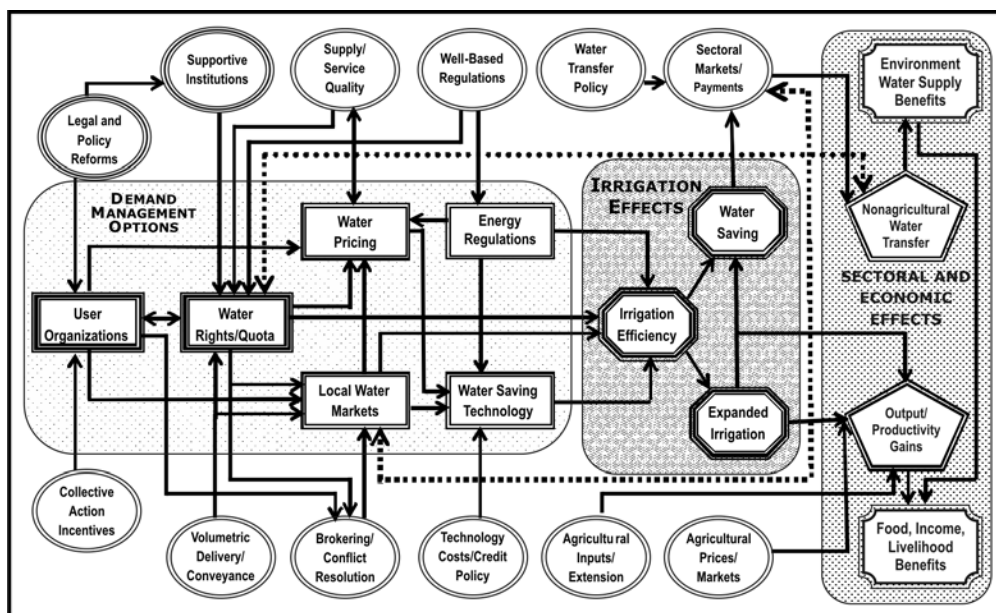 Supportive
Institutions
Supply/
Service
Quality
Well-Based
Regulations
Water
Transfer
Policy
Sectoral
Markets/
Payments
Environment
Water Supply
Benefits
Legal and
Policy
Reforms
DEMAND
MANAGEMENT
OPTIONS
Water
Pricing
Energy
Regulations
IRRIGATION
EFFECTS
Water
Saving
Nonagricultural
Water
Transfer
SECTORAL AND
ECONOMIC
EFFECTS
User
Organizations
Water
Rights/Quota
Irrigation
Efficiency
Local Water
Markets
Water Saving
Technology
Expanded
Irrigation
Output/
Productivity
Gains
Collective
Action
Incentives
Volumetric
Delivery/
Conveyance
Brokering/
Conflict
Resolution
Technology
Costs/Credit
Policy
Agricultural
Inputs/
Extension
Agricultural
Prices/
Markets
Food, Income,
Livelihood
Benefits